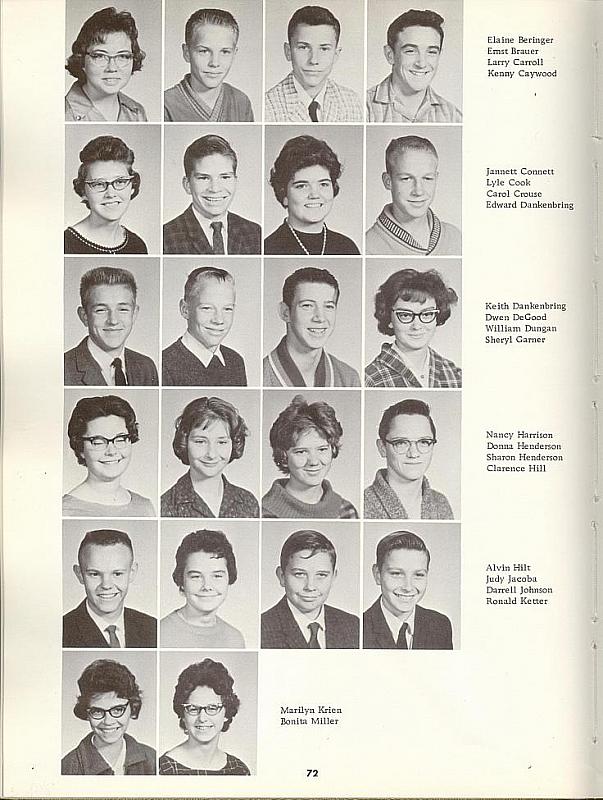 Elaine Beringer
Ernst Brauer
Larry Carroll
Kenny Caywood
Jannett Connett
Lyle Cook
Carol Crouse
Edward Dankenbring
Keith Dankenbring
Dwen DeGood
William Dungan
Sheryl Garner
Nancy Harrison
Donna Henderson
Sharon Henderson
Clarence Hill
Alvin Hilt
Judy Jacoba
Darrell Johnson
Ronald Ketter
Marilyn Krien
Bonita Miller
72